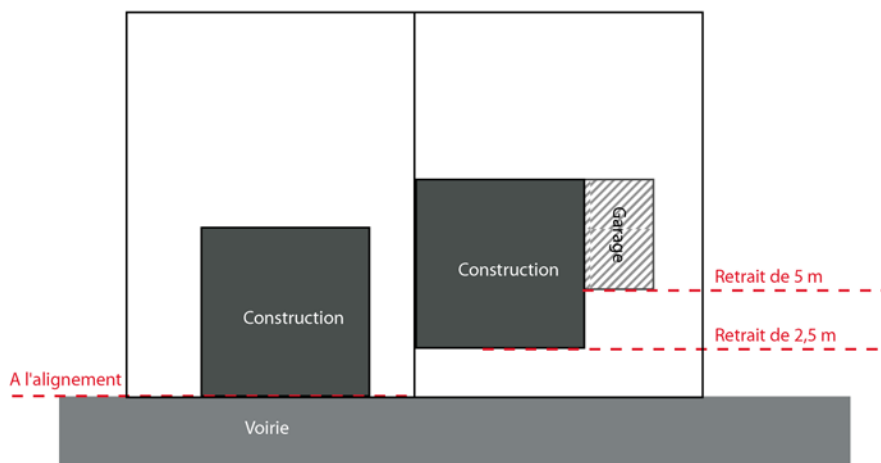 Garage
Construction
Retrait de 5 m
Construction
Retrait de 2,5 m
A l'alignement
Voirie